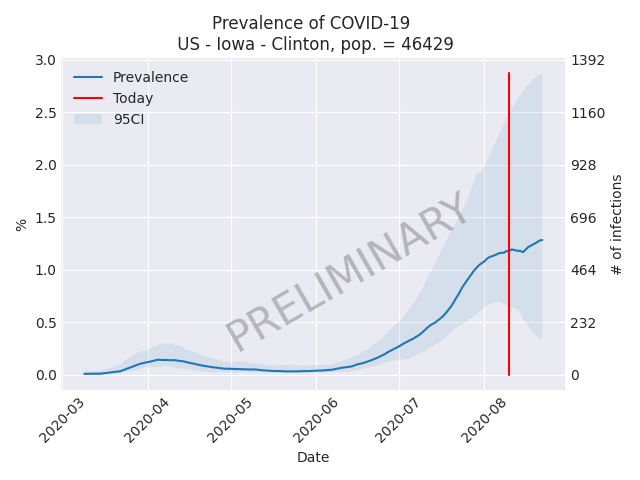 Prevalence of COVID-19
US - Iowa - Clinton, pop. = 46429
3.0
2.5
2.0
1.5
1.0
0.5
0.0
%
1392
1160
928
696
464
232
0
# of infections
Prevalence
Today
95CI
PRELIMINARY
2020-03
2020-04
2020-05
2020-06
2020-07
2020-08
Date